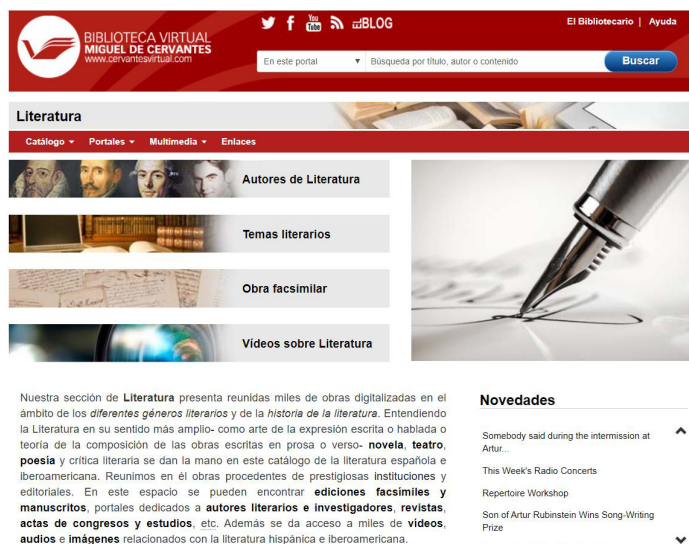 BIBLIOTECA VIRTUAL
MIGUEL DE CERVANTES
www.cervantesvirtual.com
You
Tube
BLOG
El Bibliotecario | Ayuda
En este portal
Búsqueda por título, autor o contenido
Buscar
Literatura
Catálogo
Portales
Multimedia
Enlaces
Autores de Literatura
Temas literarios
Obra facsimilar
Vídeos sobre Literatura
Nuestra sección de Literatura presenta reunidas miles de obras digitalizadas en el
ámbito de los diferentes géneros literarios y de la historia de la literatura. Entendiendo
la Literatura en su sentido más amplio- como arte de la expresión escrita o hablada o
teoría de la composición de las obras escritas en prosa o verso- novela, teatro,
poesía y crítica literaria se dan la mano en este catálogo de la literatura española e
iberoamericana. Reunimos en él obras procedentes de prestigiosas instituciones y
editoriales. En este espacio se pueden encontrar ediciones facsímiles y
manuscritos, portales dedicados a autores literarios e investigadores, revistas,
actas de congresos y estudios, etc. Además se da acceso a miles de vídeos,
audios e imágenes relacionados con la literatura hispánica e iberoamericana.
Novedades
Somebody said during the intermission at
Artur...
This Week's Radio Concerts
Repertoire Workshop
Son of Artur Rubinstein Wins Song-Writing
Prize